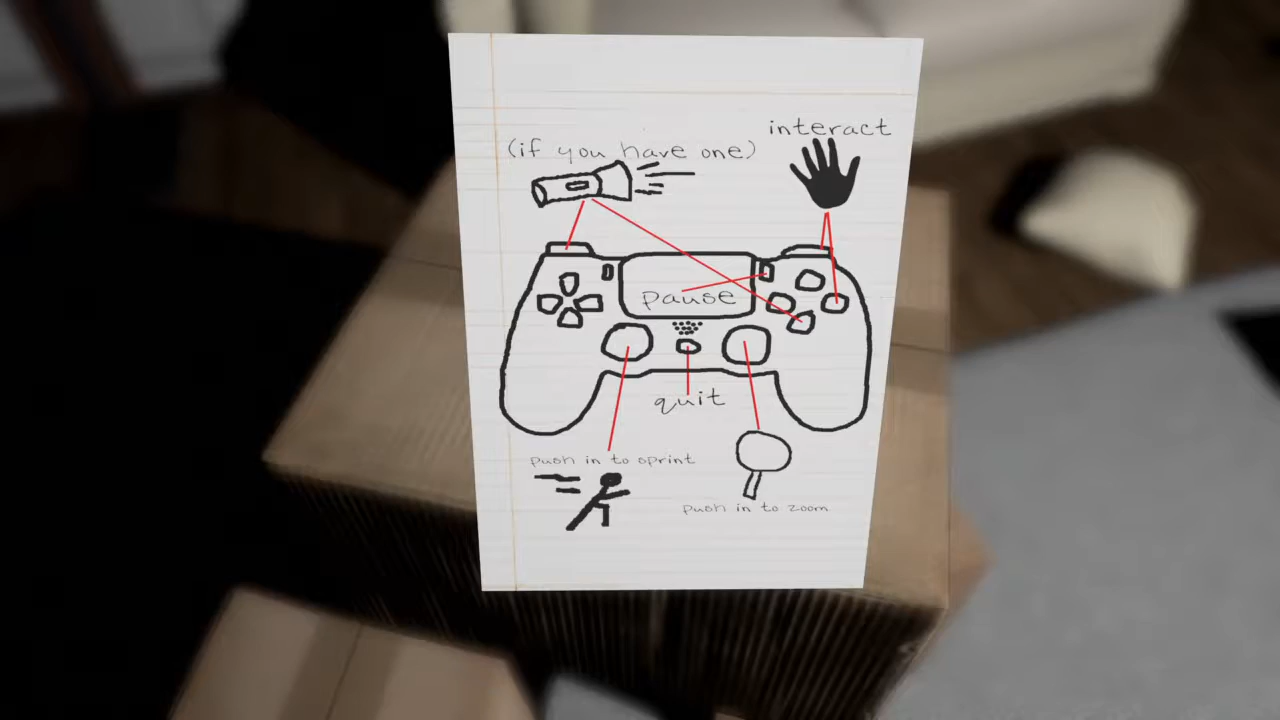 interact
(if you have one)
pause
quit
push in to sprint
push in to zoom